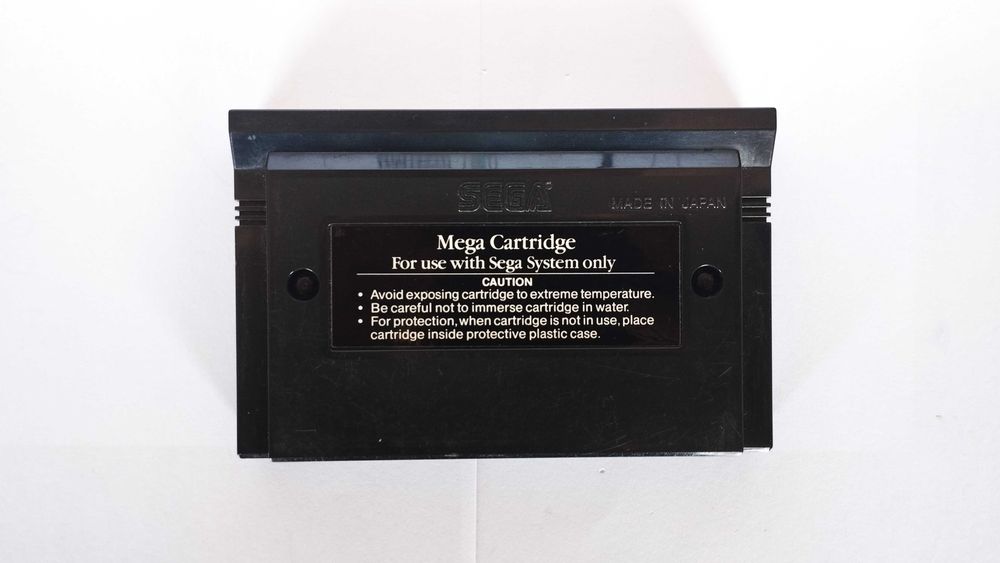 SEGA
MADE IN JAPAN
Mega Cartridge
For use with Sega System only
CAUTION
• Avoid exposing cartridge to extreme temperature.
• Be careful not to immerse cartridge in water.
• For protection, when cartridge is not in use, place
cartridge inside protective plastic case.